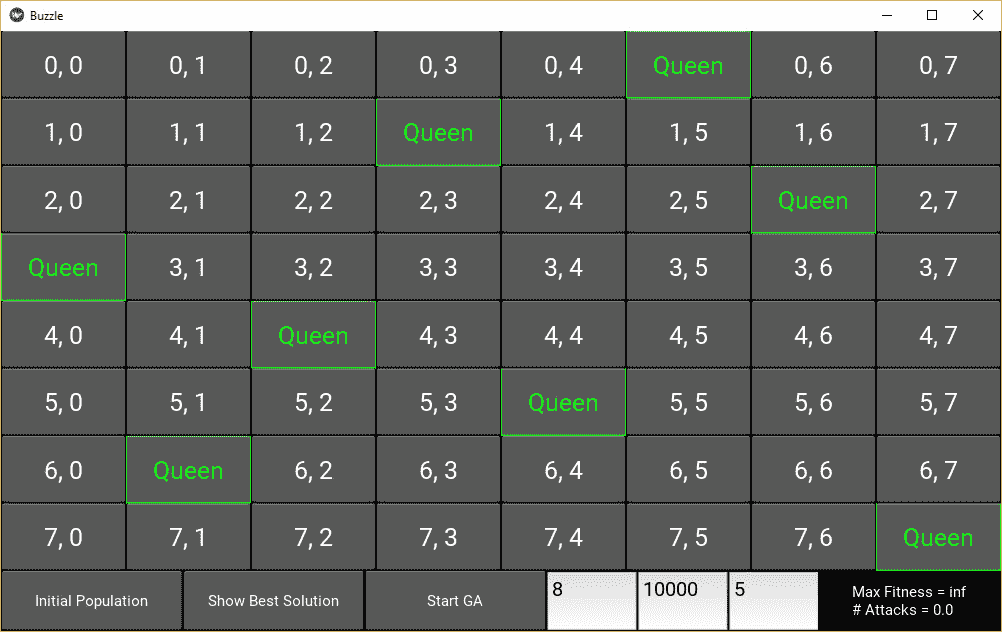 Buzzle
0, 0 0, 1 0, 2 0, 3 0, 4 Queen 0, 6 0, 7
1, 0 1, 1 1, 2 Queen 1, 4 1, 5 1, 6 1, 7
2, 0 2, 1 2, 2 2, 3 2, 4 2, 5 Queen 2, 7
Queen 3, 1 3, 2 3, 3 3, 4 3, 5 3, 6 3, 7
4, 0 4, 1 Queen 4, 3 4, 4 4, 5 4, 6 4, 7
5, 0 5, 1 5, 2 5, 3 Queen 5, 5 5, 6 5, 7
6, 0 Queen 6, 2 6, 3 6, 4 6, 5 6, 6 6, 7
7, 0 7, 1 7, 2 7, 3 7, 4 7, 5 7, 6 Queen
Initial Population Show Best Solution Start GA 8 10000 5 Max Fitness = inf
# Attacks = 0.0